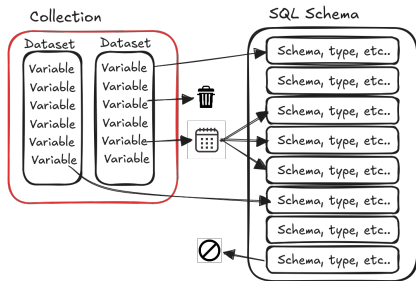 Collection
SQL Schema
Dataset
Dataset
Variable
Variable
Variable
Variable
Variable
Variable
Variable
Variable
Variable
Variable
Variable
Variable
Schema, type, etc..
Schema, type, etc..
Schema, type, etc..
Schema, type, etc..
Schema, type, etc..
Schema, type, etc..
Schema, type, etc..
Schema, type, etc..